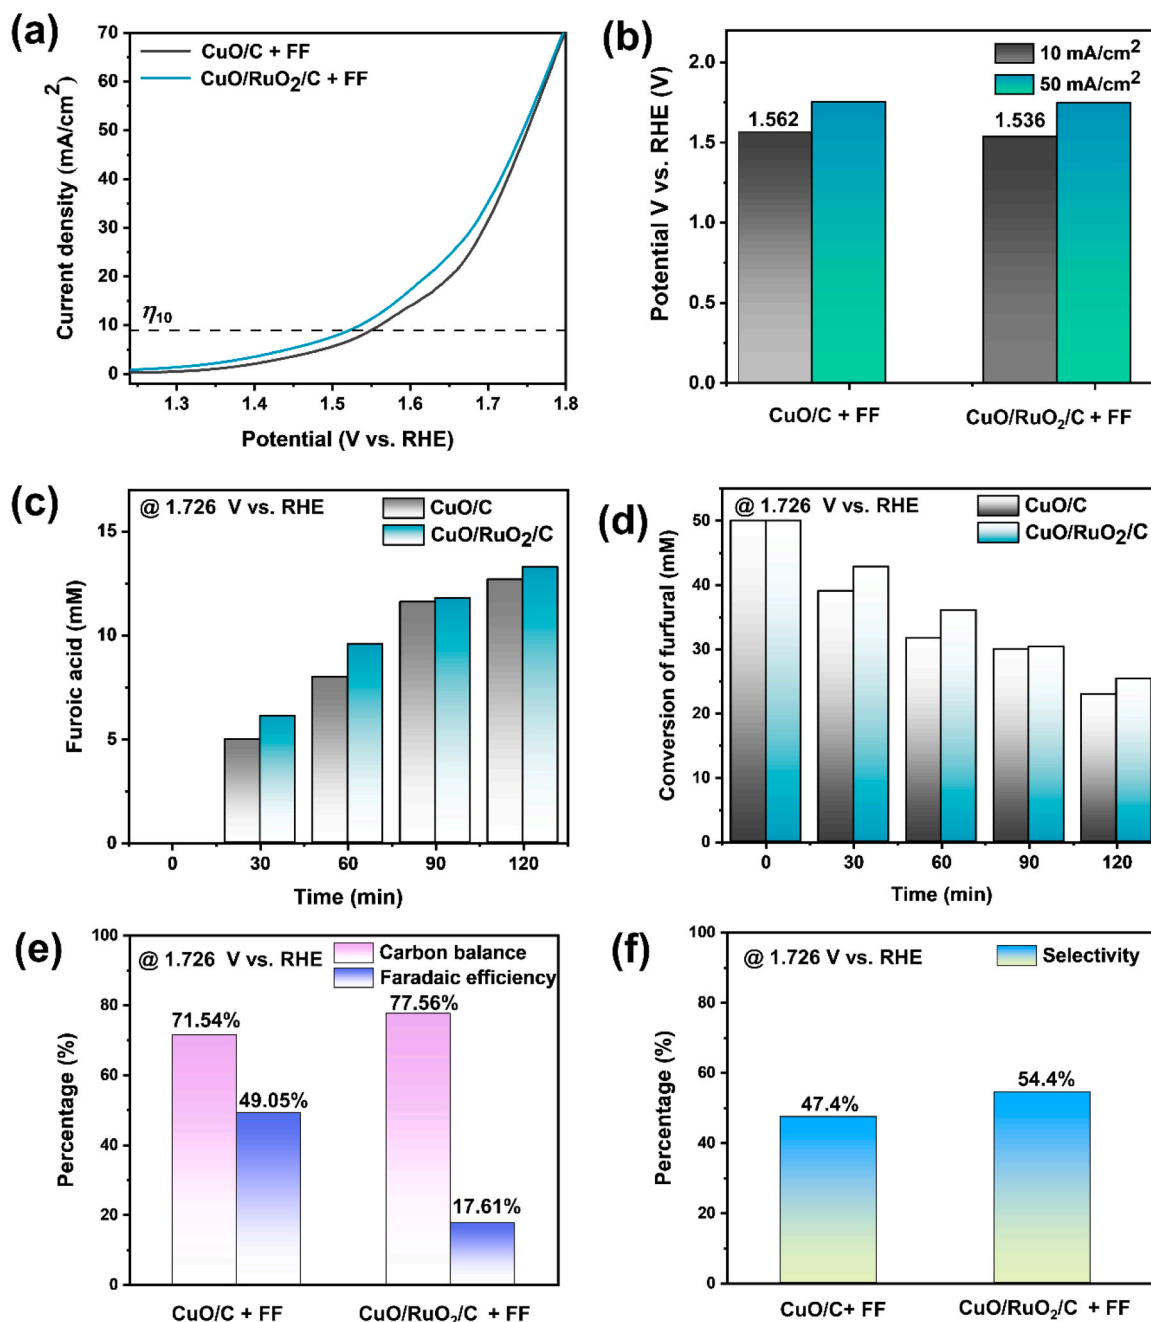 (a)
CuO/C + FF
CuO/RuO₂/C + FF
η₁₀
Current density (mA/cm²)
70
60
50
40
30
20
10
0
1.3 1.4 1.5 1.6 1.7 1.8
Potential (V vs. RHE)
(b)
10 mA/cm²
50 mA/cm²
1.562
1.536
Potential V vs. RHE (V)
2.0
1.5
1.0
0.5
0.0
CuO/C + FF CuO/RuO₂/C + FF
(c)
@ 1.726 V vs. RHE
CuO/C
CuO/RuO₂/C
Furoic acid (mM)
15
10
5
0
0 30 60 90 120
Time (min)
(d)
@ 1.726 V vs. RHE
CuO/C
CuO/RuO₂/C
Conversion of furfural (mM)
50
40
30
20
10
0
0 30 60 90 120
Time (min)
(e)
@ 1.726 V vs. RHE
Carbon balance
Faradaic efficiency
71.54%
49.05%
77.56%
17.61%
Percentage (%)
100
80
60
40
20
0
CuO/C + FF CuO/RuO₂/C + FF
(f)
@ 1.726 V vs. RHE
Selectivity
47.4%
54.4%
Percentage (%)
100
80
60
40
20
0
CuO/C+ FF CuO/RuO₂/C + FF